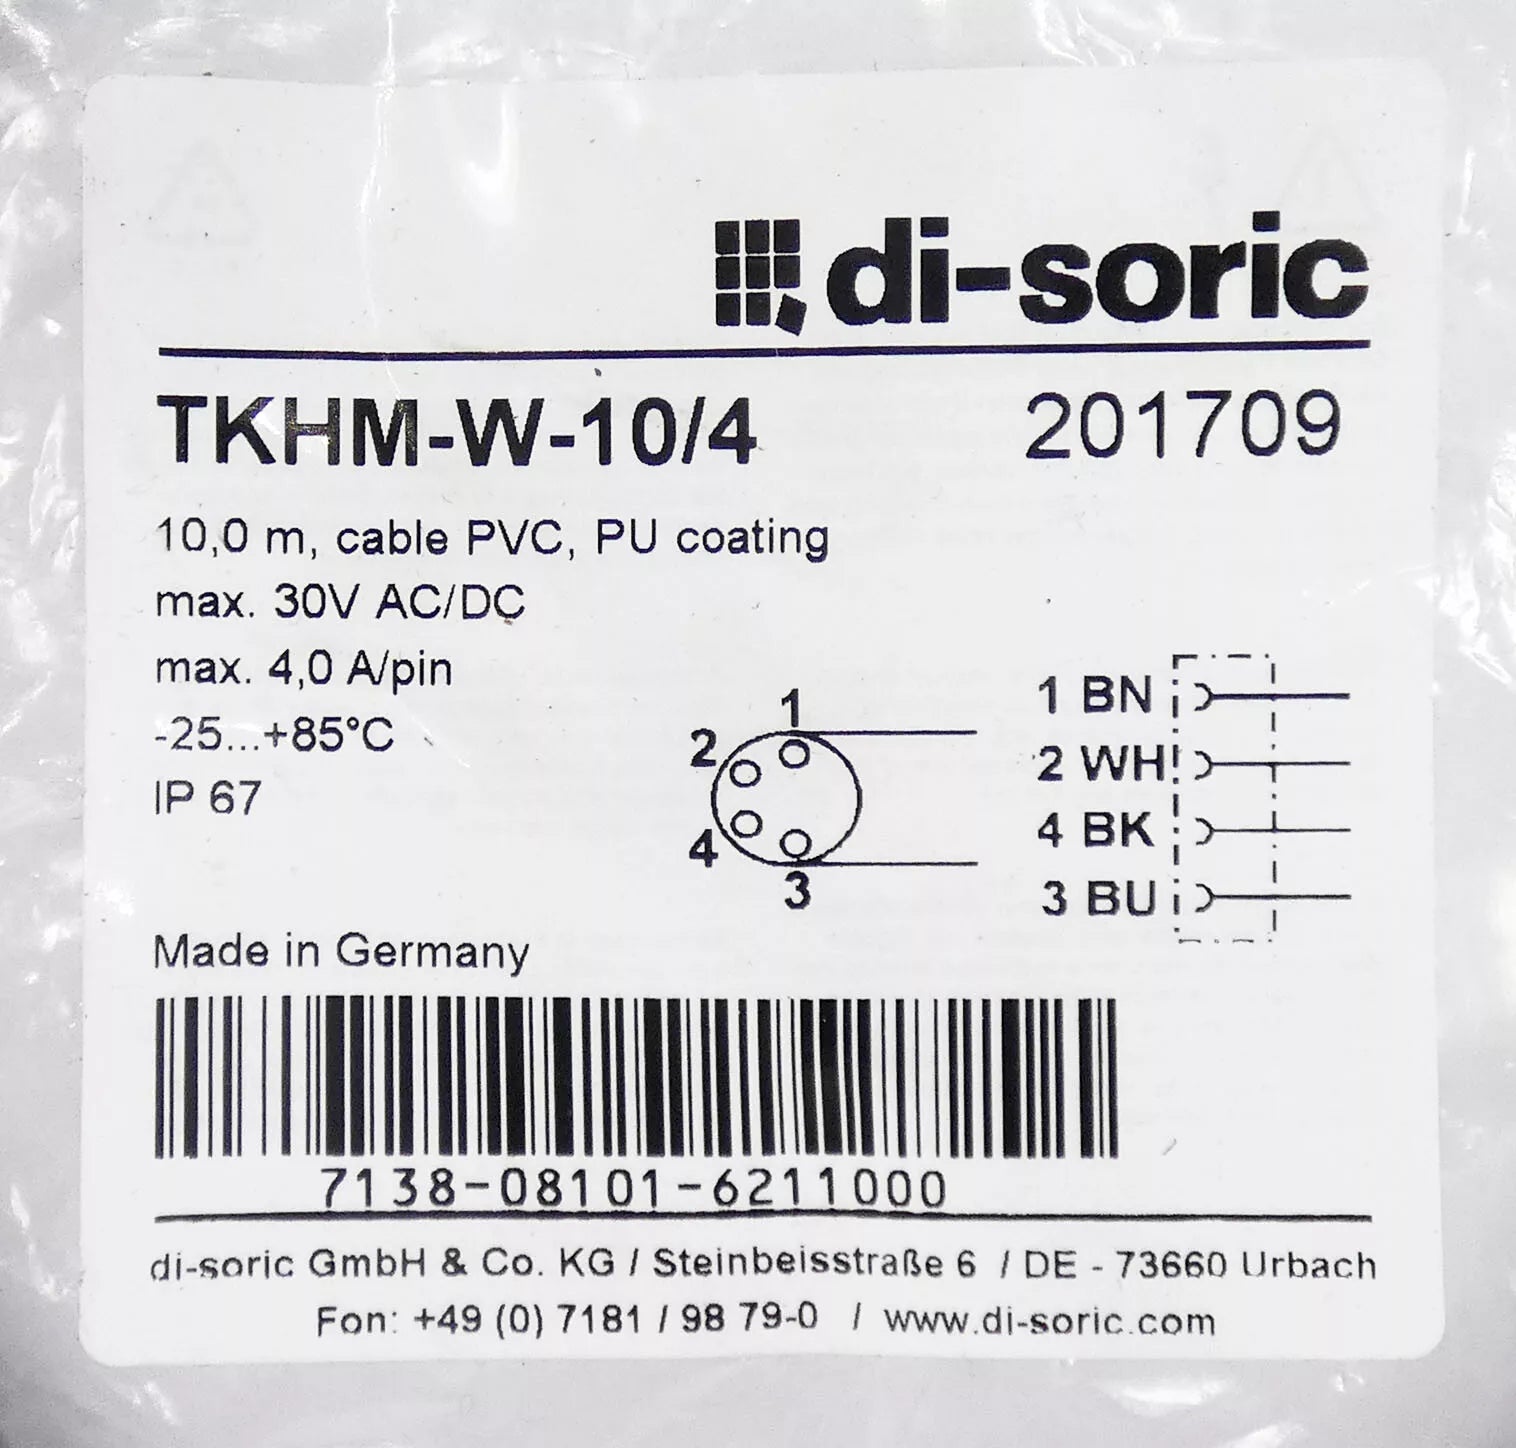 di-soric
TKHM-W-10/4 201709
10,0 m, cable PVC, PU coating
max. 30V AC/DC
max. 4,0 A/pin
-25...+85°C
IP 67
1
2
4
3
1 BN
2 WH
4 BK
3 BU
Made in Germany
7138-08101-6211000
di-soric GmbH & Co. KG / Steinbeisstraße 6 / DE - 73660 Urbach
Fon: +49 (0) 7181 / 98 79-0 / www.di-soric.com